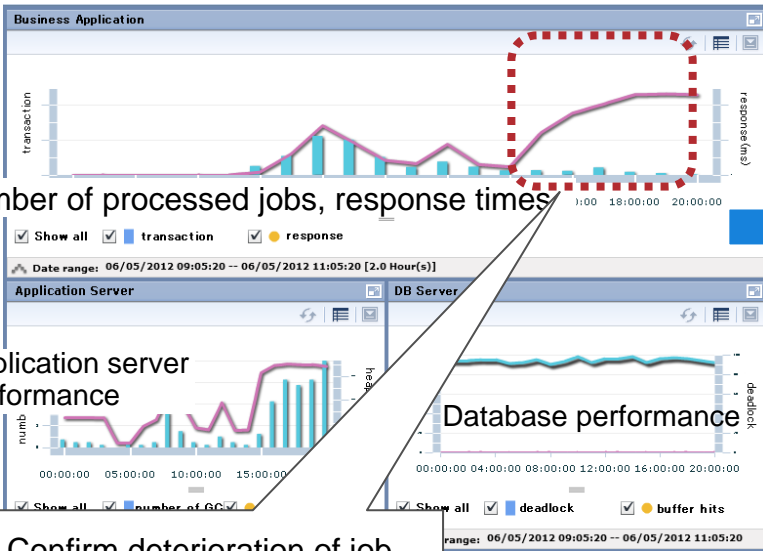 Business Application
transaction
response(ms)
mber of processed jobs, response times
18:00:00 20:00:00
Show all transaction response
Date range: 06/05/2012 09:05:20 -- 06/05/2012 11:05:20 [2.0 Hour(s)]
Application Server
plication server
formance
numb
hea
00:00:00 05:00:00 10:00:00 15:00:00
Show all number of GC
DB Server
deadlock
Database performance
00:00:00 04:00:00 08:00:00 12:00:00 16:00:00 20:00:00
Show all deadlock buffer hits
range: 06/05/2012 09:05:20 -- 06/05/2012 11:05:20
Confirm deterioration of job